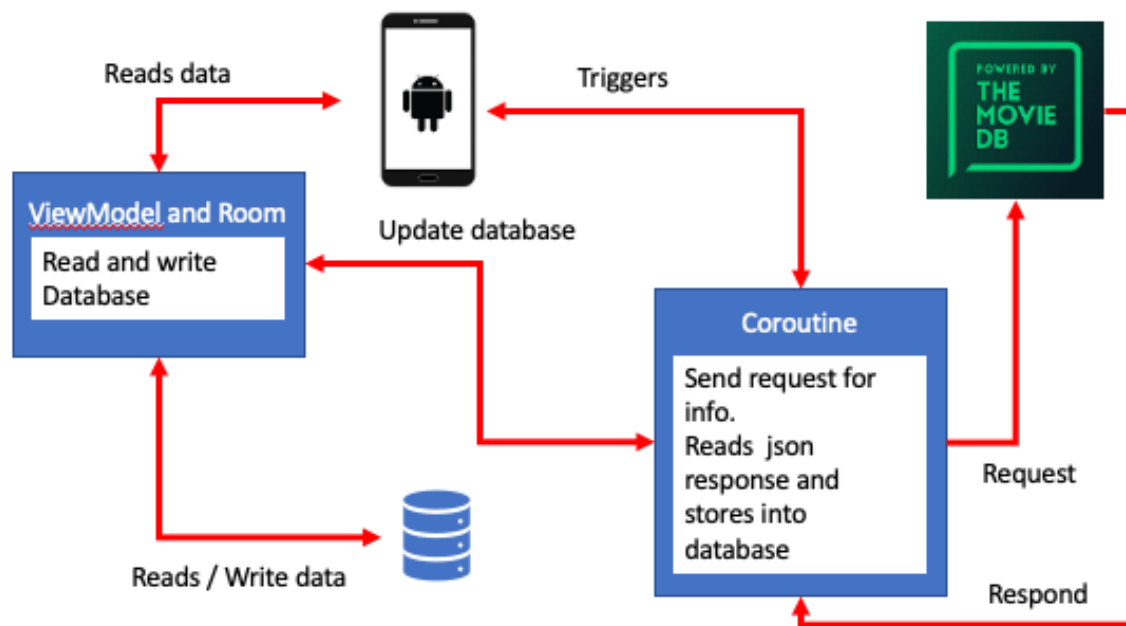 Reads data
Triggers
POWERED BY
THE
MOVIE
DB
ViewModel and Room
Read and write
Database
Update database
Coroutine
Send request for
info.
Reads json
response and
stores into
database
Request
Reads / Write data
Respond